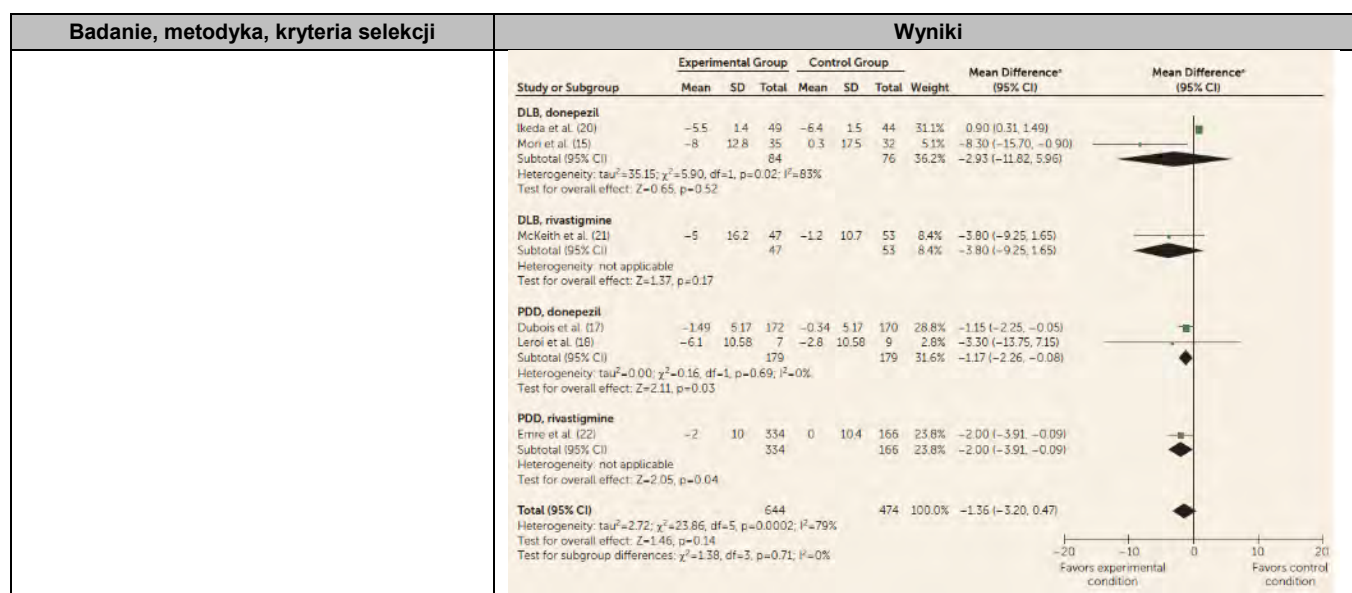 Badanie, metodyka, kryteria selekcji Wyniki
Experimental Group Control Group Mean Difference* Mean Difference*
Study or Subgroup Mean SD Total Mean SD Total Weight (95% CI) (95% CI)
DLB, donepezil
Ikeda et al. (20) −5.5 1.4 49 −6.4 1.5 44 31.1% 0.90 (0.31, 1.49)
Mori et al. (15) −8 12.8 35 0.3 17.5 32 5.1% −8.30 (−15.70, −0.90)
Subtotal (95% CI) 84 76 36.2% −2.93 (−11.82, 5.96)
Heterogeneity: tau²=35.15; χ²=5.90, df=1, p=0.02; I²=83%
Test for overall effect: Z=0.65, p=0.52
DLB, rivastigmine
McKeith et al. (21) −5 16.2 47 −1.2 10.7 53 8.4% −3.80 (−9.25, 1.65)
Subtotal (95% CI) 47 53 8.4% −3.80 (−9.25, 1.65)
Heterogeneity: not applicable
Test for overall effect: Z=1.37, p=0.17
PDD, donepezil
Dubois et al. (17) −1.49 5.17 172 −0.34 5.17 170 28.8% −1.15 (−2.25, −0.05)
Leroi et al. (18) −6.1 10.58 7 −2.8 10.58 9 2.8% −3.30 (−13.75, 7.15)
Subtotal (95% CI) 179 179 31.6% −1.17 (−2.26, −0.08)
Heterogeneity: tau²=0.00; χ²=0.16, df=1, p=0.69; I²=0%
Test for overall effect: Z=2.11, p=0.03
PDD, rivastigmine
Emre et al. (22) −2 10 334 0 10.4 166 23.8% −2.00 (−3.91, −0.09)
Subtotal (95% CI) 334 166 23.8% −2.00 (−3.91, −0.09)
Heterogeneity: not applicable
Test for overall effect: Z=2.05, p=0.04
Total (95% CI) 644 474 100.0% −1.36 (−3.20, 0.47)
Heterogeneity: tau²=2.72; χ²=23.86, df=5, p=0.0002; I²=79%
Test for overall effect: Z=1.46, p=0.14
Test for subgroup differences: χ²=1.38, df=3, p=0.71; I²=0%
−20 −10 0 10 20
Favors experimental condition Favors control condition